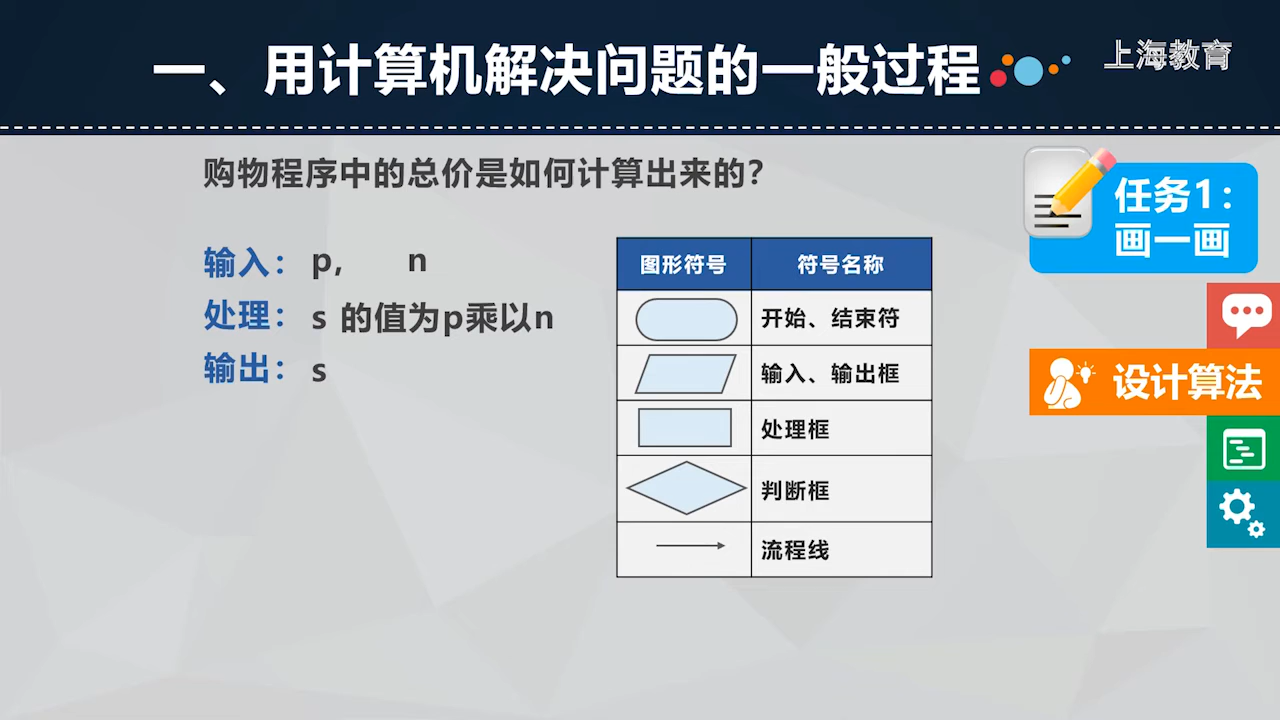 一、用计算机解决问题的一般过程
上海教育
购物程序中的总价是如何计算出来的？
任务1：
画一画
输入： p, n
处理： s 的值为p乘以n
输出： s
图形符号 符号名称
开始、结束符
输入、输出框
处理框
判断框
流程线
设计算法